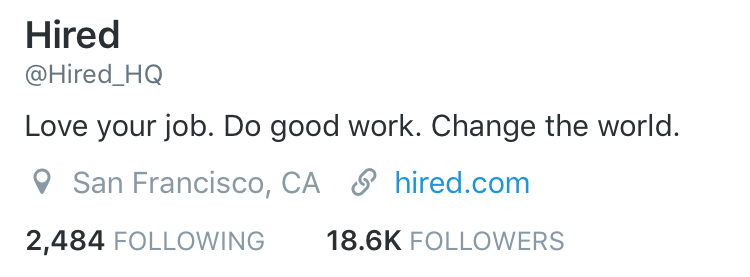 Hired
@Hired_HQ
Love your job. Do good work. Change the world.
San Francisco, CA hired.com
2,484 FOLLOWING 18.6K FOLLOWERS